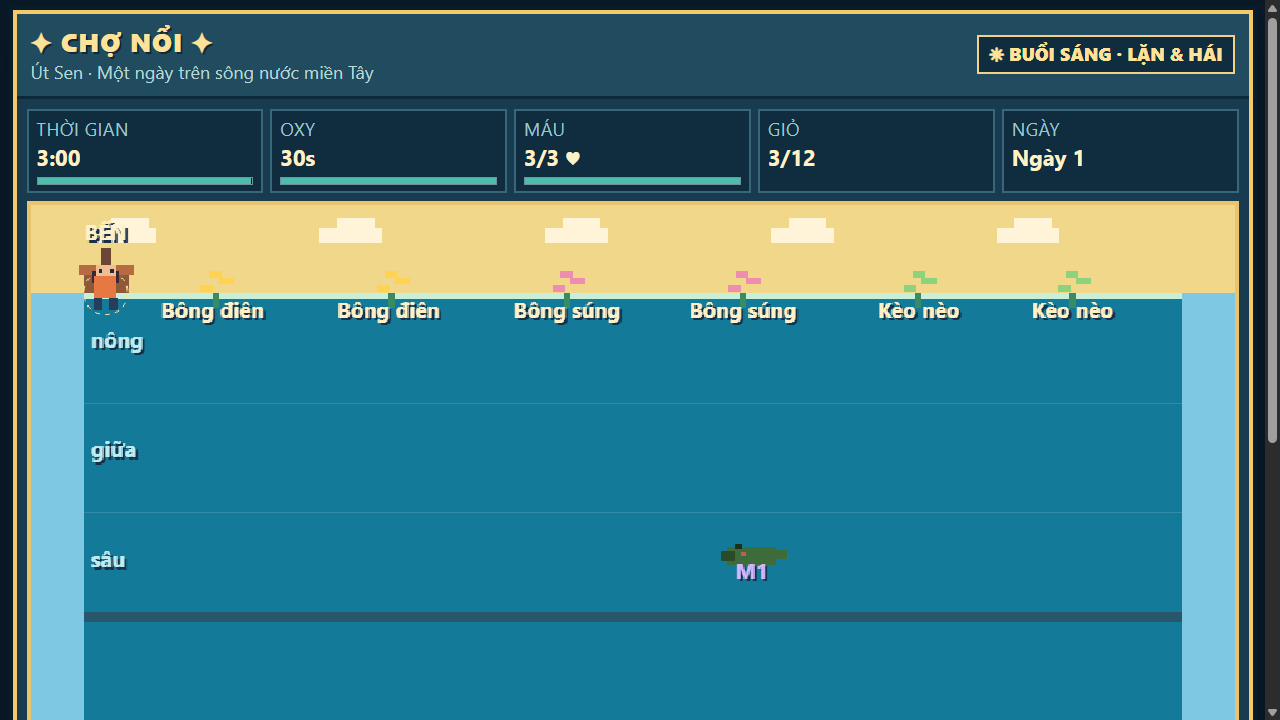 ✦ CHỢ NỔI ✦
Út Sen · Một ngày trên sông nước miền Tây
☀ BUỔI SÁNG · LẶN & HÁI
THỜI GIAN
3:00
OXY
30s
MÁU
3/3 ♥
GIỎ
3/12
NGÀY
Ngày 1
BẾN
Bông điên
Bông điên
Bông súng
Bông súng
Kèo nèo
Kèo nèo
nông
giữa
sâu
M1